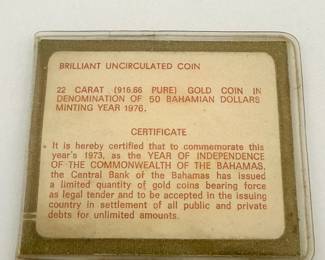 BRILLIANT UNCIRCULATED COIN
22 CARAT (916.66 PURE) GOLD COIN IN
DENOMINATION OF 50 BAHAMIAN DOLLARS
MINTING YEAR 1976.
CERTIFICATE
It is hereby certified that to commemorate this
year's 1973, as the YEAR OF INDEPENDENCE
OF THE COMMONWEALTH OF THE BAHAMAS,
the Central Bank of the Bahamas has issued
a limited quantity of gold coins bearing force
as legal tender and to be accepted in the issuing
country in settlement of all public and private
debts for unlimited amounts.